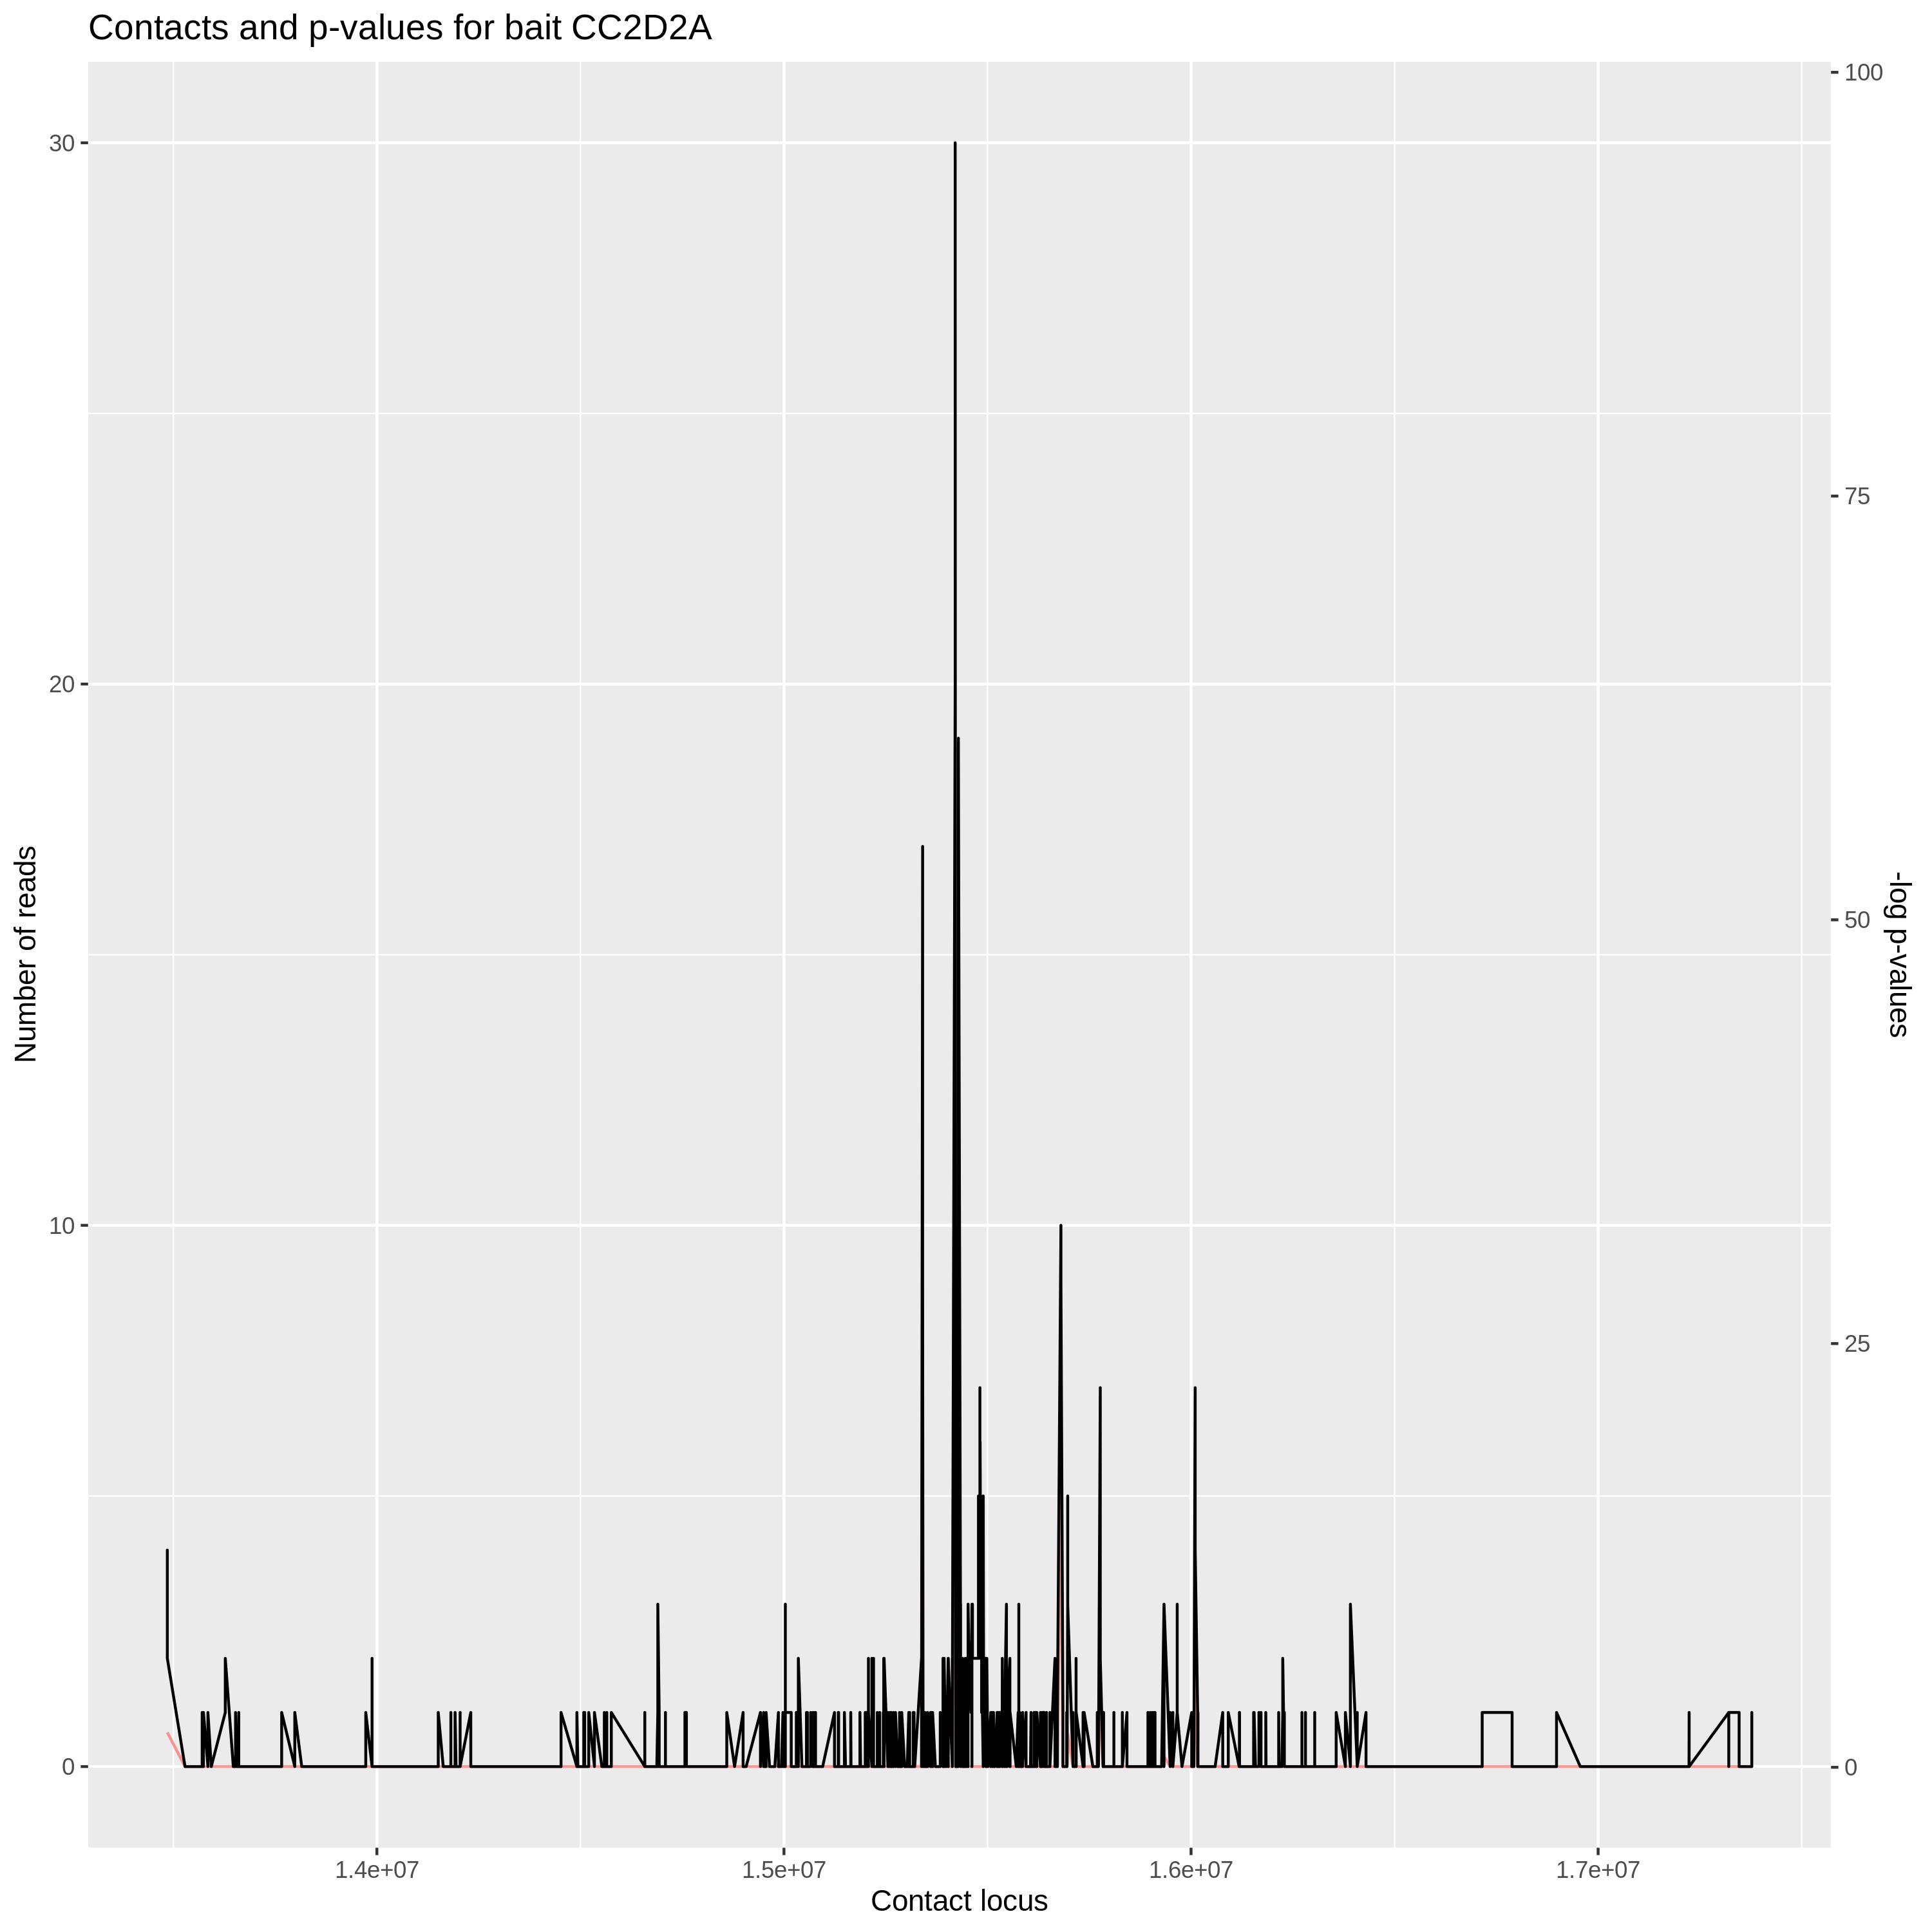 Contacts and p-values for bait CC2D2A
30
20
10
0
100
75
50
25
0
Number of reads
-log p-values
1.4e+07
1.5e+07
1.6e+07
1.7e+07
Contact locus